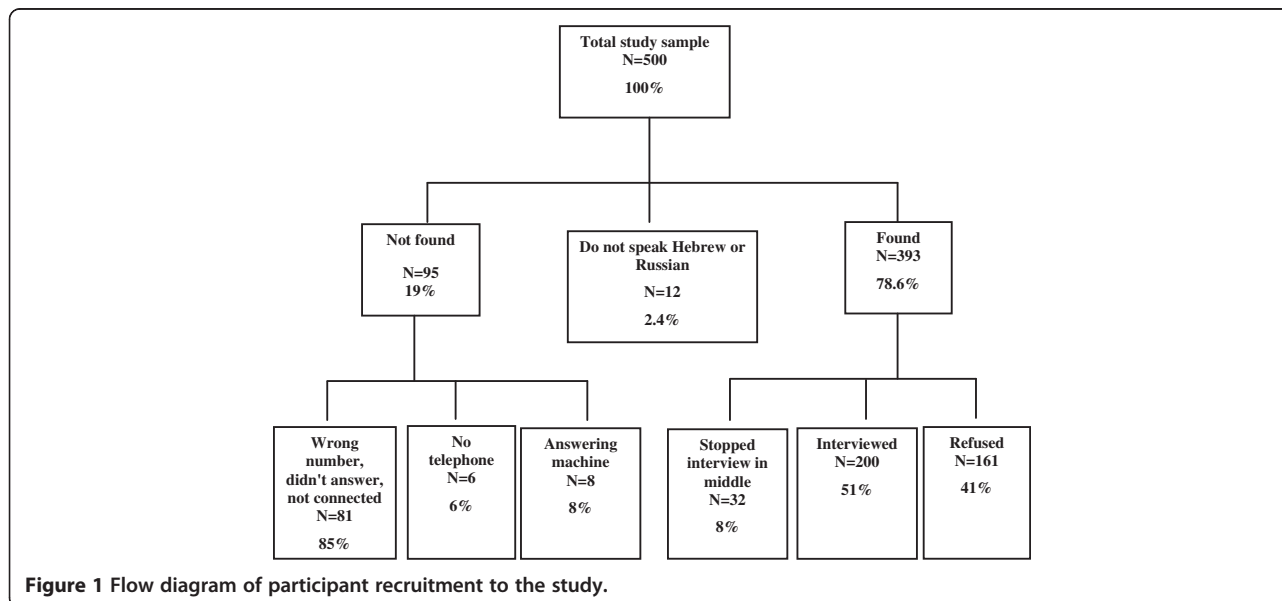 Total study sample
N=500
100%
Not found
N=95
19%
Do not speak Hebrew or
Russian
N=12
2.4%
Found
N=393
78.6%
Wrong
number,
didn't answer,
not connected
N=81
85%
No
telephone
N=6
6%
Answering
machine
N=8
8%
Stopped
interview in
middle
N=32
8%
Interviewed
N=200
51%
Refused
N=161
41%
Figure 1 Flow diagram of participant recruitment to the study.